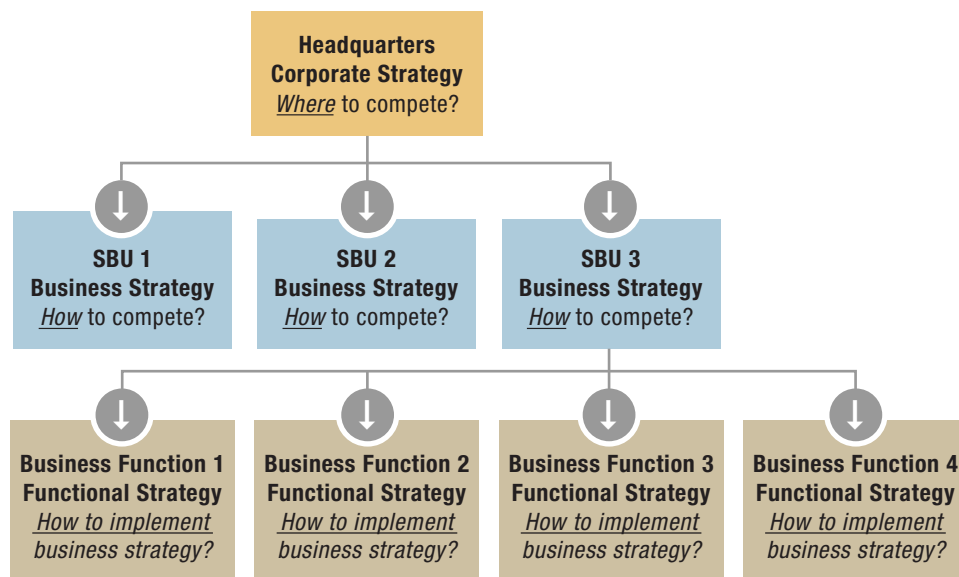 Headquarters
Corporate Strategy
Where to compete?
SBU 1
Business Strategy
How to compete?
SBU 2
Business Strategy
How to compete?
SBU 3
Business Strategy
How to compete?
Business Function 1
Functional Strategy
How to implement
business strategy?
Business Function 2
Functional Strategy
How to implement
business strategy?
Business Function 3
Functional Strategy
How to implement
business strategy?
Business Function 4
Functional Strategy
How to implement
business strategy?